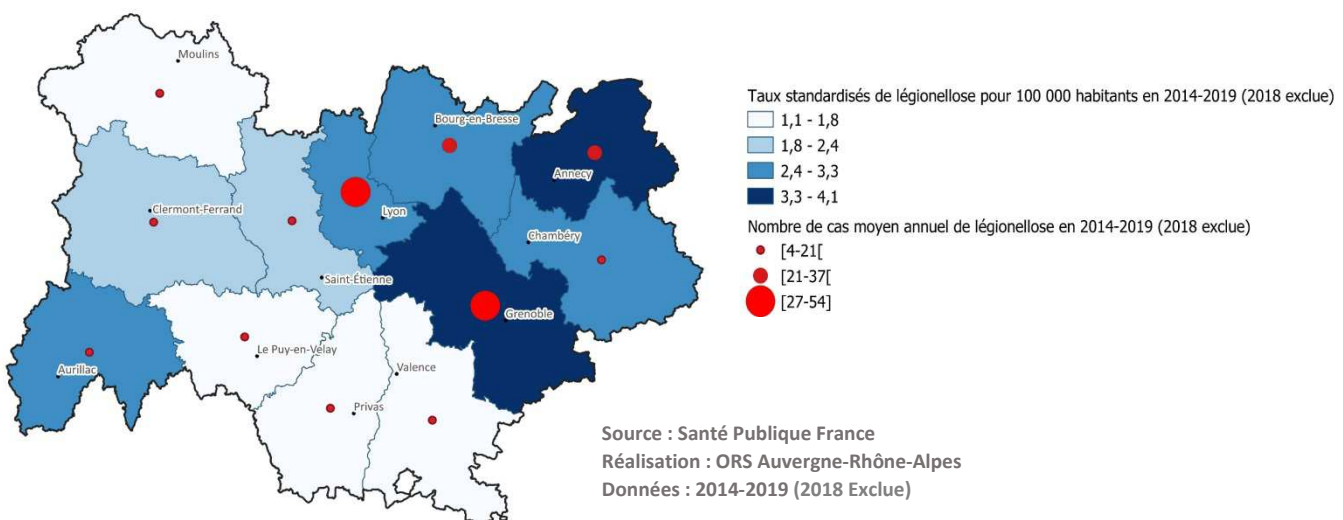 Moulins
Bourg-en-Bresse
Annecy
Clermont-Ferrand
Lyon
Chambéry
Saint-Étienne
Grenoble
Le Puy-en-Velay
Aurillac
Valence
Privas
Taux standardisés de légionellose pour 100 000 habitants en 2014-2019 (2018 exclue)
1,1 - 1,8
1,8 - 2,4
2,4 - 3,3
3,3 - 4,1
Nombre de cas moyen annuel de légionellose en 2014-2019 (2018 exclue)
[4-21[
[21-37[
[27-54]
Source : Santé Publique France
Réalisation : ORS Auvergne-Rhône-Alpes
Données : 2014-2019 (2018 Exclue)